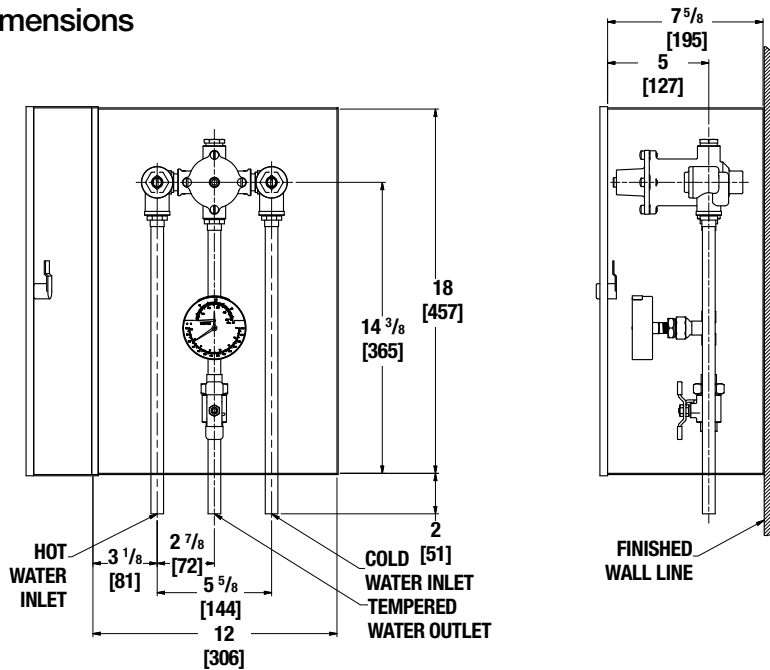 mensions
7 5/8
[195]
5
[127]
18
[457]
14 3/8
[365]
2
[51]
HOT
WATER
INLET
3 1/8
[81]
2 7/8
[72]
5 5/8
[144]
12
[306]
COLD
WATER INLET
TEMPERED
WATER OUTLET
FINISHED
WALL LINE